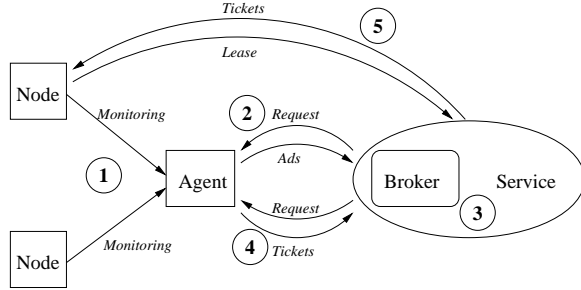 Tickets
5
Lease
Node
Monitoring
2
Request
Ads
1
Agent
Broker
Service
Request
3
4
Tickets
Monitoring
Node